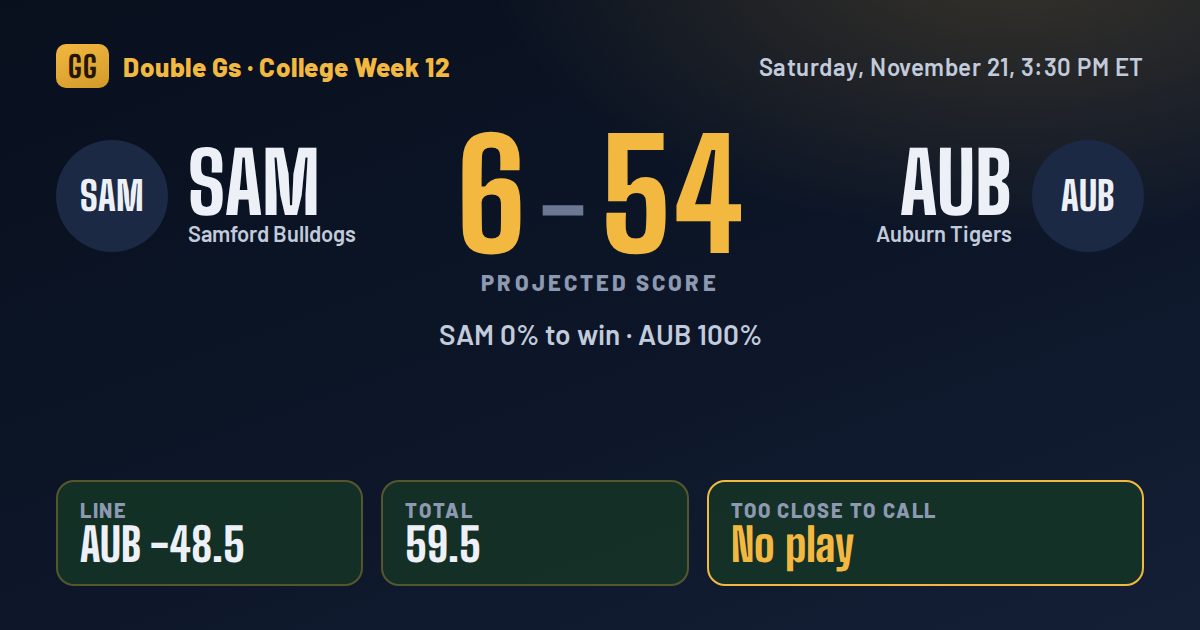 GG Double Gs · College Week 12
Saturday, November 21, 3:30 PM ET
SAM
SAM
Samford Bulldogs
6 – 54
PROJECTED SCORE
SAM 0% to win · AUB 100%
AUB
Auburn Tigers
AUB
LINE
AUB −48.5
TOTAL
59.5
TOO CLOSE TO CALL
No play